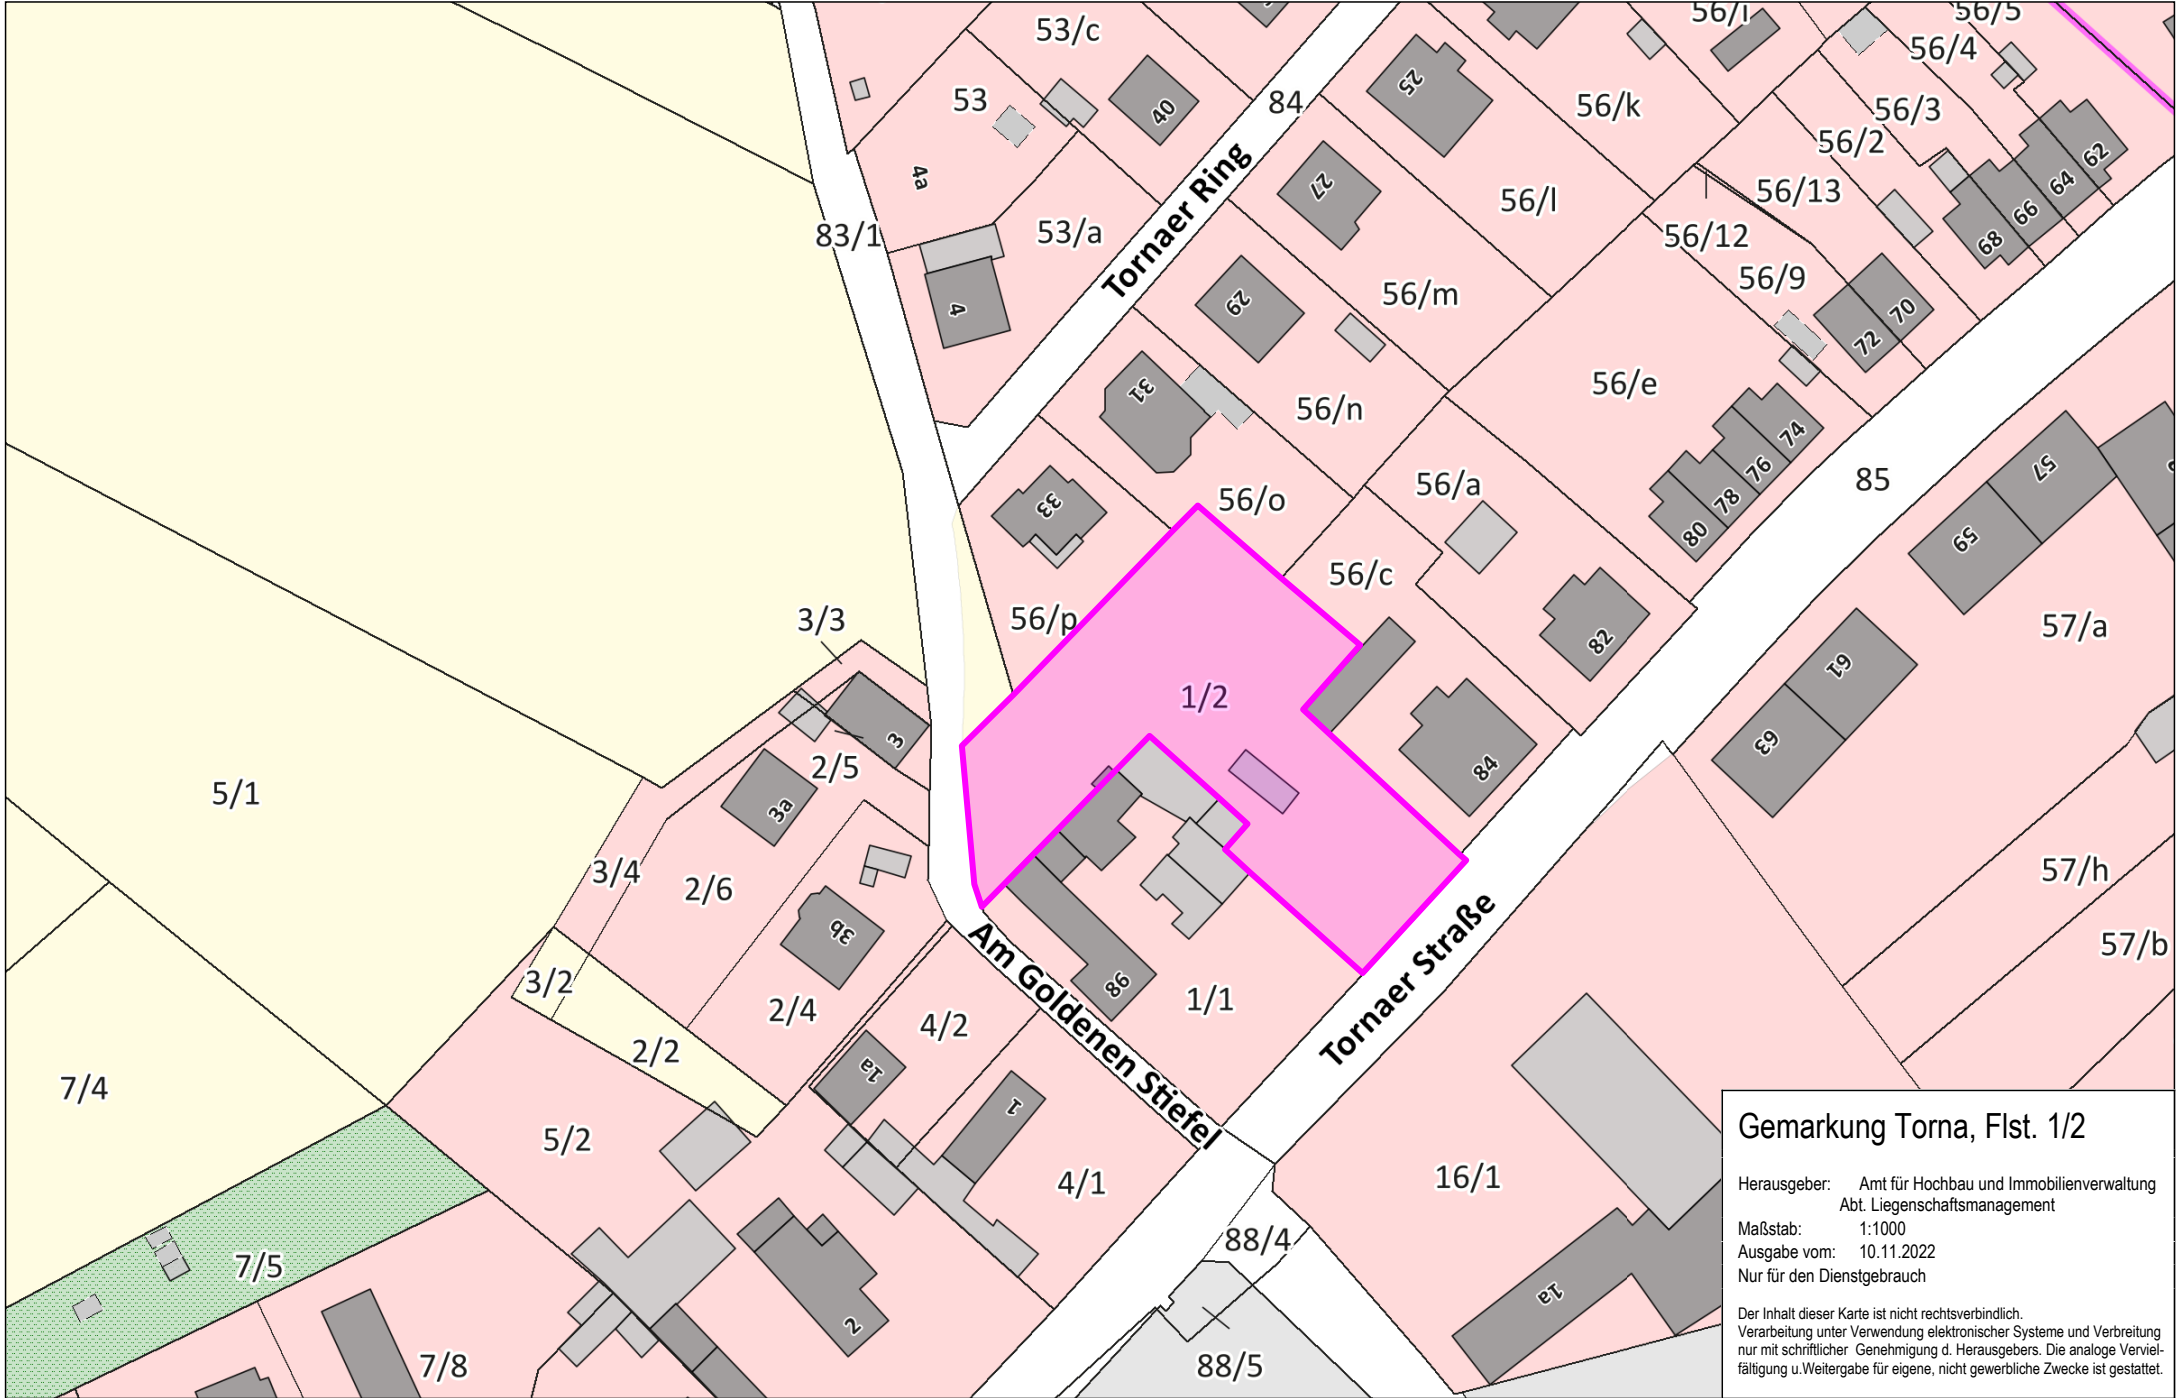 56/i
56/5
53/c
56/4
53
40
84
25
56/k
56/3
56/2
62
4a
27
56/l
56/13
64
66
83/1
53/a
Tornaer Ring
56/12
68
56/9
4
29
56/m
70
72
31
56/n
56/e
74
57
76
85
33
56/o
56/a
78
80
59
56/c
3/3
56/p
82
57/a
61
1/2
3
63
84
2/5
5/1
3a
3/4
2/6
57/h
3b
Tornaer Straße
57/b
3/2
86
1/1
Am Goldenen Stiefel
2/4
4/2
2/2
1a
7/4
1
5/2
4/1
16/1
88/4
7/5
1a
2
7/8
88/5
Gemarkung Torna, Flst. 1/2
Herausgeber: Amt für Hochbau und Immobilienverwaltung
Abt. Liegenschaftsmanagement
Maßstab: 1:1000
Ausgabe vom: 10.11.2022
Nur für den Dienstgebrauch
Der Inhalt dieser Karte ist nicht rechtsverbindlich.
Verarbeitung unter Verwendung elektronischer Systeme und Verbreitung
nur mit schriftlicher Genehmigung d. Herausgebers. Die analoge Verviel-
fältigung u.Weitergabe für eigene, nicht gewerbliche Zwecke ist gestattet.